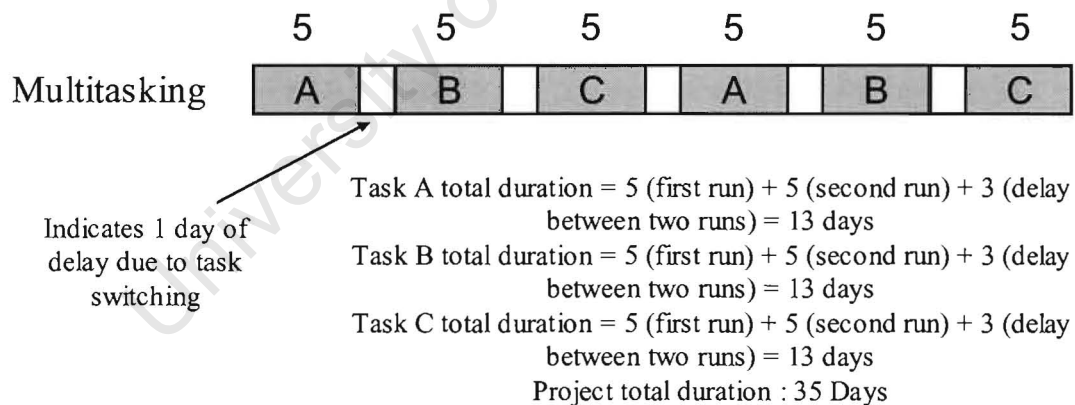 5 5 5 5 5 5
Multitasking A B C A B C
Indicates 1 day of
delay due to task
switching
Task A total duration = 5 (first run) + 5 (second run) + 3 (delay
between two runs) = 13 days
Task B total duration = 5 (first run) + 5 (second run) + 3 (delay
between two runs) = 13 days
Task C total duration = 5 (first run) + 5 (second run) + 3 (delay
between two runs) = 13 days
Project total duration : 35 Days
University o